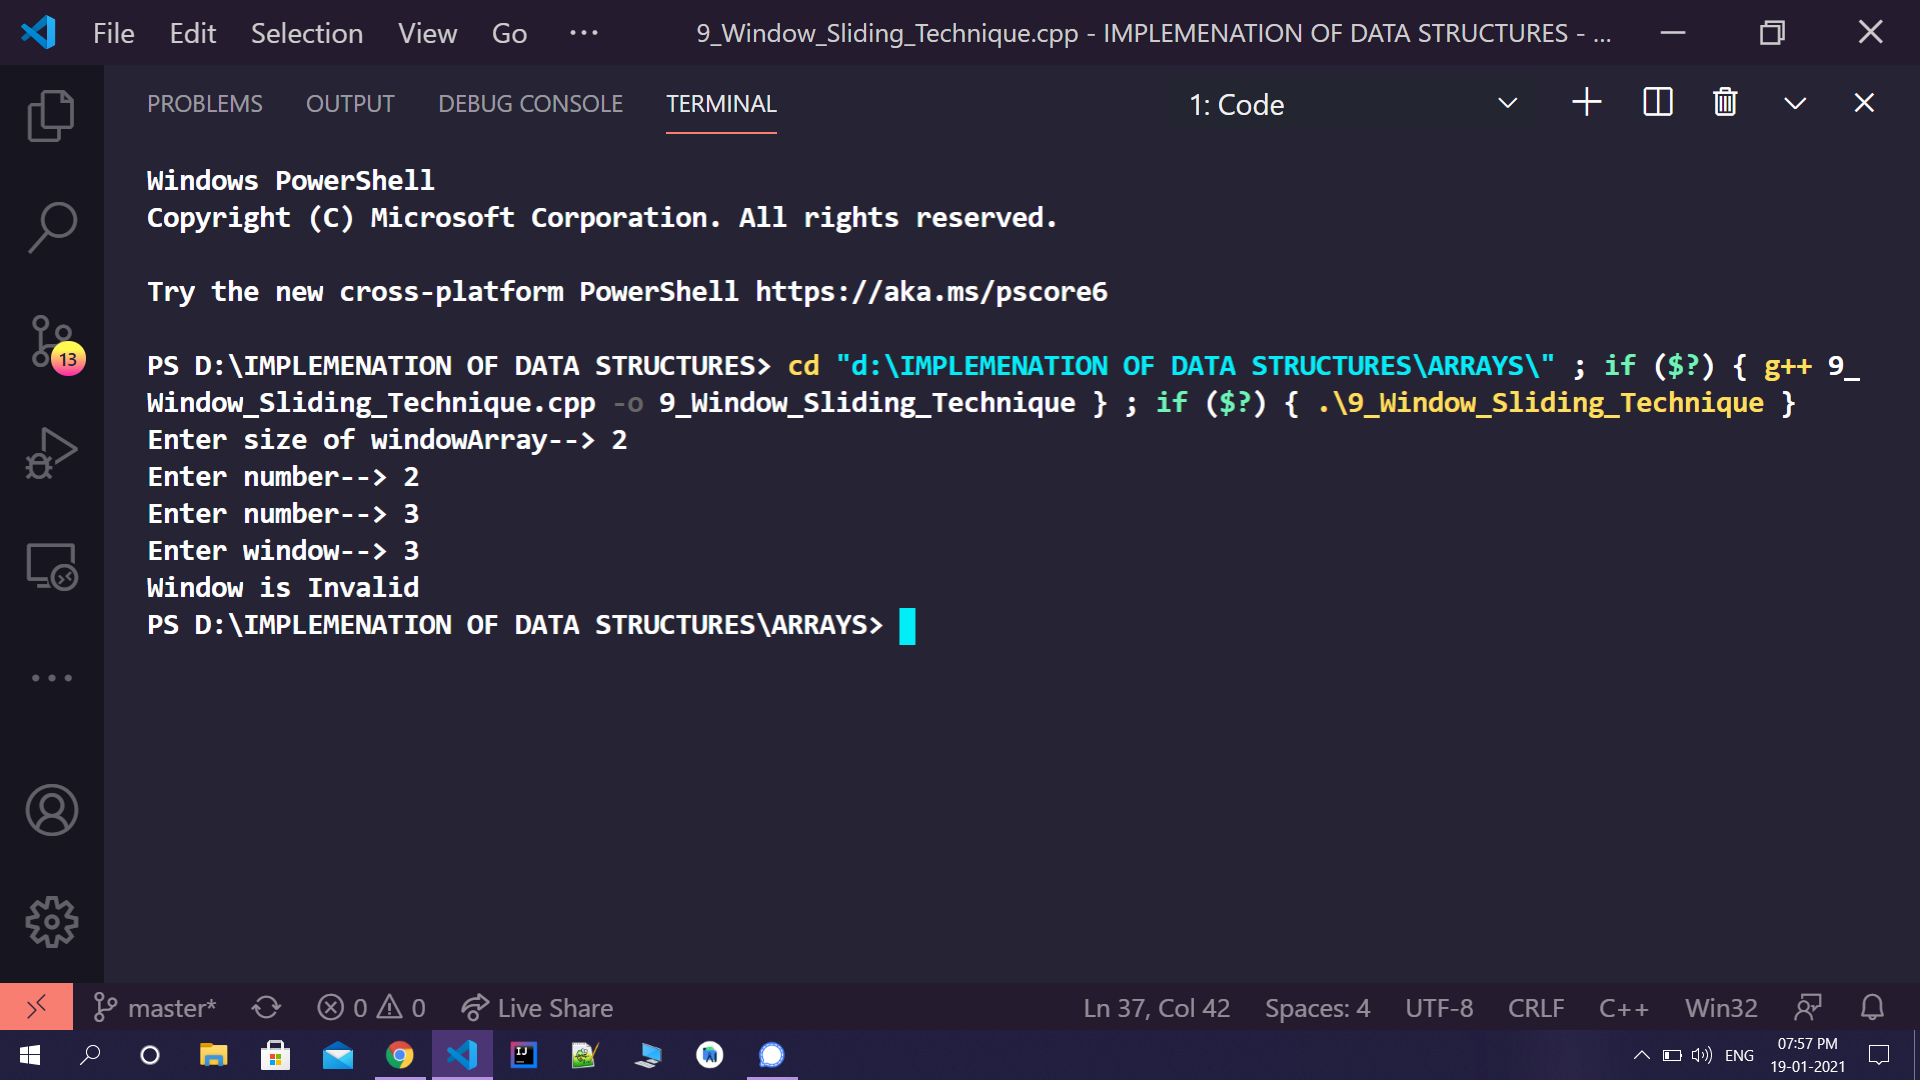 File Edit Selection View Go ··· 9_Window_Sliding_Technique.cpp - IMPLEMENATION OF DATA STRUCTURES - ...
PROBLEMS OUTPUT DEBUG CONSOLE TERMINAL 1: Code
Windows PowerShell
Copyright (C) Microsoft Corporation. All rights reserved.
Try the new cross-platform PowerShell https://aka.ms/pscore6
PS D:\IMPLEMENATION OF DATA STRUCTURES> cd "d:\IMPLEMENATION OF DATA STRUCTURES\ARRAYS\" ; if ($?) { g++ 9_
Window_Sliding_Technique.cpp -o 9_Window_Sliding_Technique } ; if ($?) { .\9_Window_Sliding_Technique }
Enter size of windowArray--> 2
Enter number--> 2
Enter number--> 3
Enter window--> 3
Window is Invalid
PS D:\IMPLEMENATION OF DATA STRUCTURES\ARRAYS>
13
master* 0 0 Live Share Ln 37, Col 42 Spaces: 4 UTF-8 CRLF C++ Win32
IJ
ENG
07:57 PM
19-01-2021